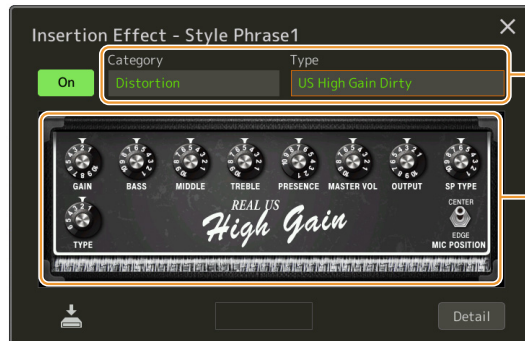 Insertion Effect - Style Phrase1
Category
Type
On
Distortion
US High Gain Dirty
GAIN
BASS
MIDDLE
TREBLE
PRESENCE
MASTER VOL
OUTPUT
SP TYPE
TYPE
REAL US
High Gain
CENTER
EDGE
MIC POSITION
Detail